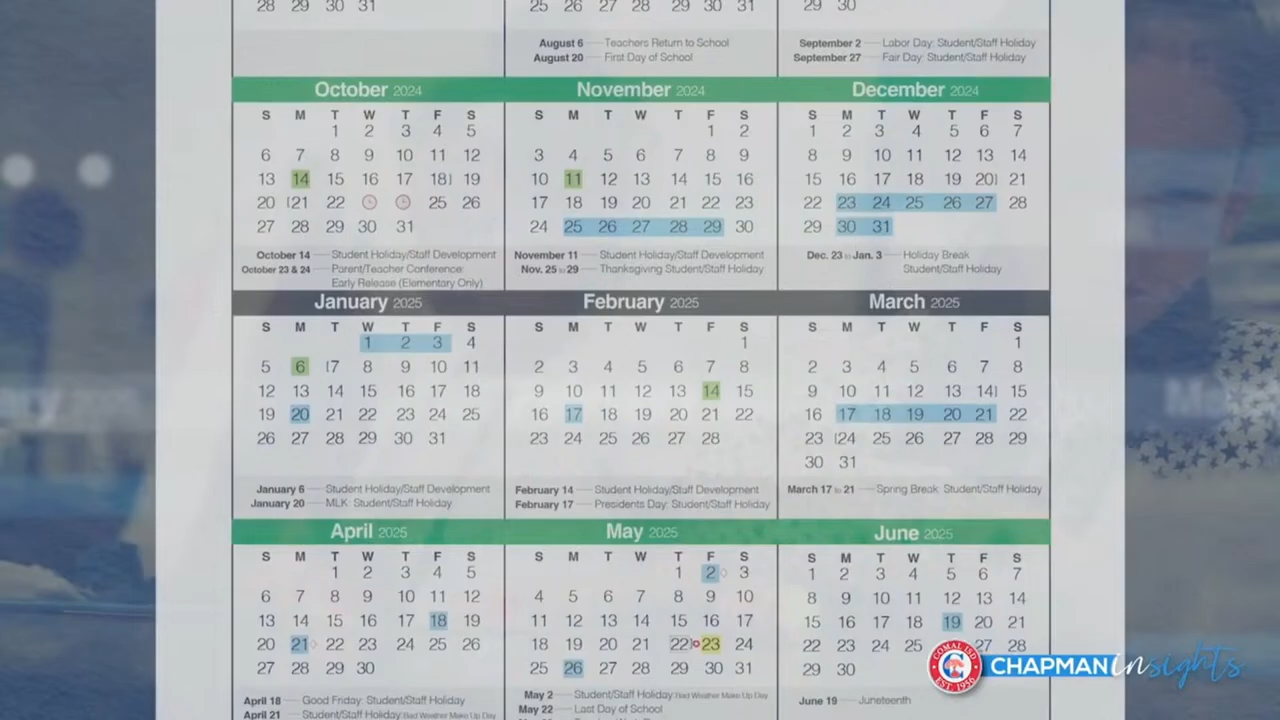 28 29 30 31
25 26 27 28 29 30 31
29 30
August 6 Teachers Return to School
August 20 First Day of School
September 2 Labor Day: Student/Staff Holiday
September 27 Fair Day: Student/Staff Holiday
October 2024
S M T W T F S
1 2 3 4 5
6 7 8 9 10 11 12
13 14 15 16 17 18] 19
20 [21 22 25 26
27 28 29 30 31
October 14 Student Holiday/Staff Development
October 23 & 24 Parent/Teacher Conference:
Early Release (Elementary Only)
November 2024
S M T W T F S
1 2
3 4 5 6 7 8 9
10 11 12 13 14 15 16
17 18 19 20 21 22 23
24 25 26 27 28 29 30
November 11 Student Holiday/Staff Development
Nov. 25 to 29 Thanksgiving Student/Staff Holiday
December 2024
S M T W T F S
1 2 3 4 5 6 7
8 9 10 11 12 13 14
15 16 17 18 19 20] 21
22 23 24 25 26 27 28
29 30 31
Dec. 23 to Jan. 3 Holiday Break
Student/Staff Holiday
January 2025
S M T W T F S
1 2 3 4
5 6 [7 8 9 10 11
12 13 14 15 16 17 18
19 20 21 22 23 24 25
26 27 28 29 30 31
January 6 Student Holiday/Staff Development
January 20 MLK: Student/Staff Holiday
February 2025
S M T W T F S
1
2 3 4 5 6 7 8
9 10 11 12 13 14 15
16 17 18 19 20 21 22
23 24 25 26 27 28
February 14 Student Holiday/Staff Development
February 17 Presidents Day: Student/Staff Holiday
March 2025
S M T W T F S
1
2 3 4 5 6 7 8
9 10 11 12 13 14] 15
16 17 18 19 20 21 22
23 [24 25 26 27 28 29
30 31
March 17 to 21 Spring Break: Student/Staff Holiday
April 2025
S M T W T F S
1 2 3 4 5
6 7 8 9 10 11 12
13 14 15 16 17 18 19
20 21 22 23 24 25 26
27 28 29 30
April 18 Good Friday: Student/Staff Holiday
April 21 Student/Staff Holiday/Bad Weather Make Up Day
May 2025
S M T W T F S
1 2 3
4 5 6 7 8 9 10
11 12 13 14 15 16 17
18 19 20 21 22] 23 24
25 26 27 28 29 30 31
May 2 Student/Staff Holiday/Bad Weather Make Up Day
May 22 Last Day of School
June 2025
S M T W T F S
1 2 3 4 5 6 7
8 9 10 11 12 13 14
15 16 17 18 19 20 21
22 23 24 25 27 28
29 30
June 19 Juneteenth
COMAL ISD
EST. 1956
CHAPMAN insights